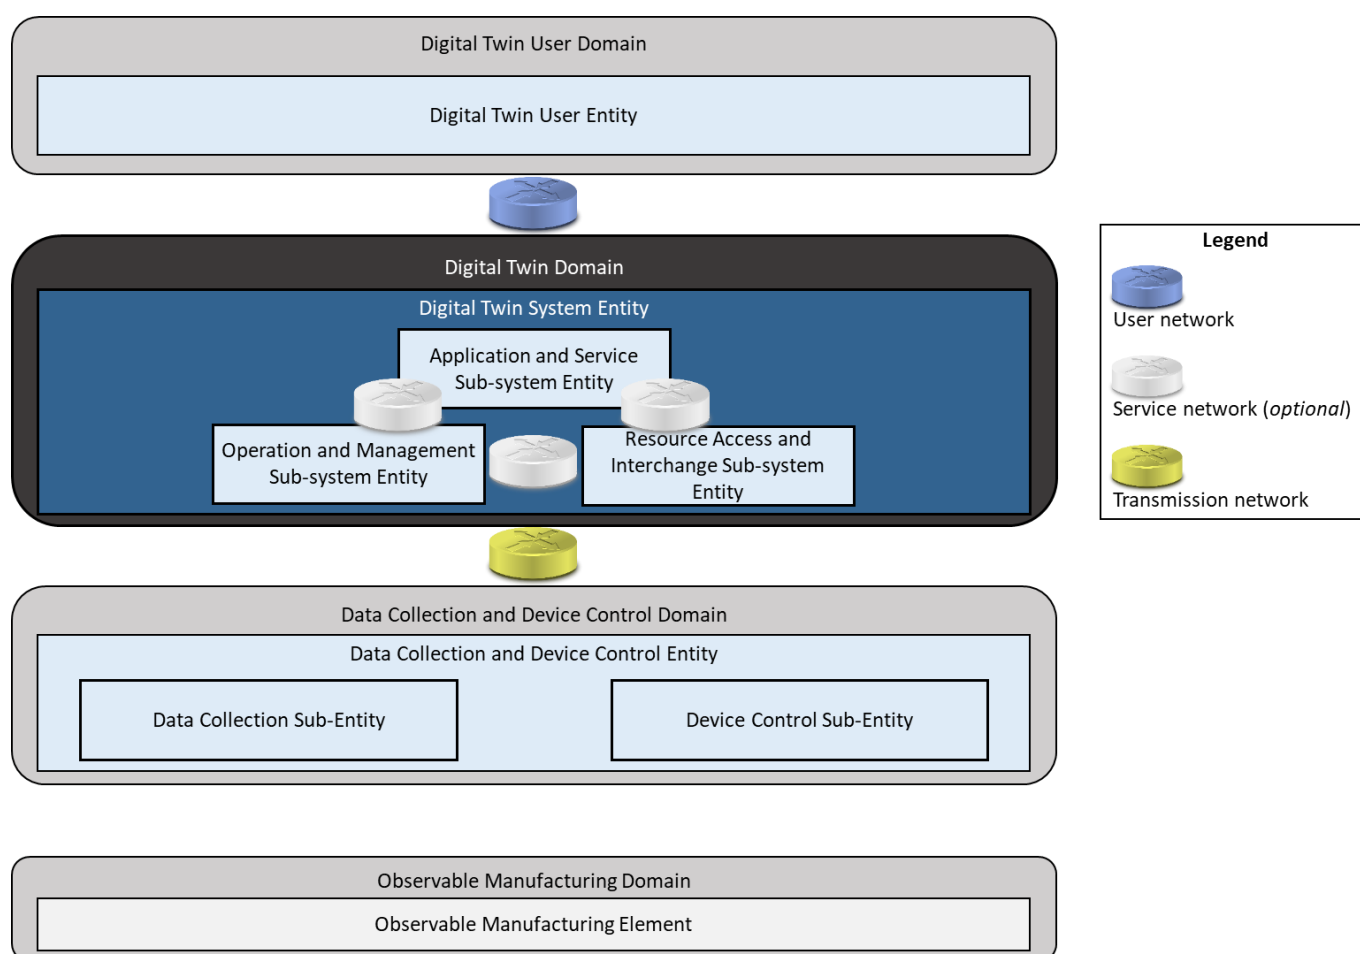 Digital Twin User Domain
Digital Twin User Entity
Digital Twin Domain
Digital Twin System Entity
Application and Service
Sub-system Entity
Operation and Management
Sub-system Entity
Resource Access and
Interchange Sub-system
Entity
Data Collection and Device Control Domain
Data Collection and Device Control Entity
Data Collection Sub-Entity
Device Control Sub-Entity
Observable Manufacturing Domain
Observable Manufacturing Element
Legend
User network
Service network (optional)
Transmission network